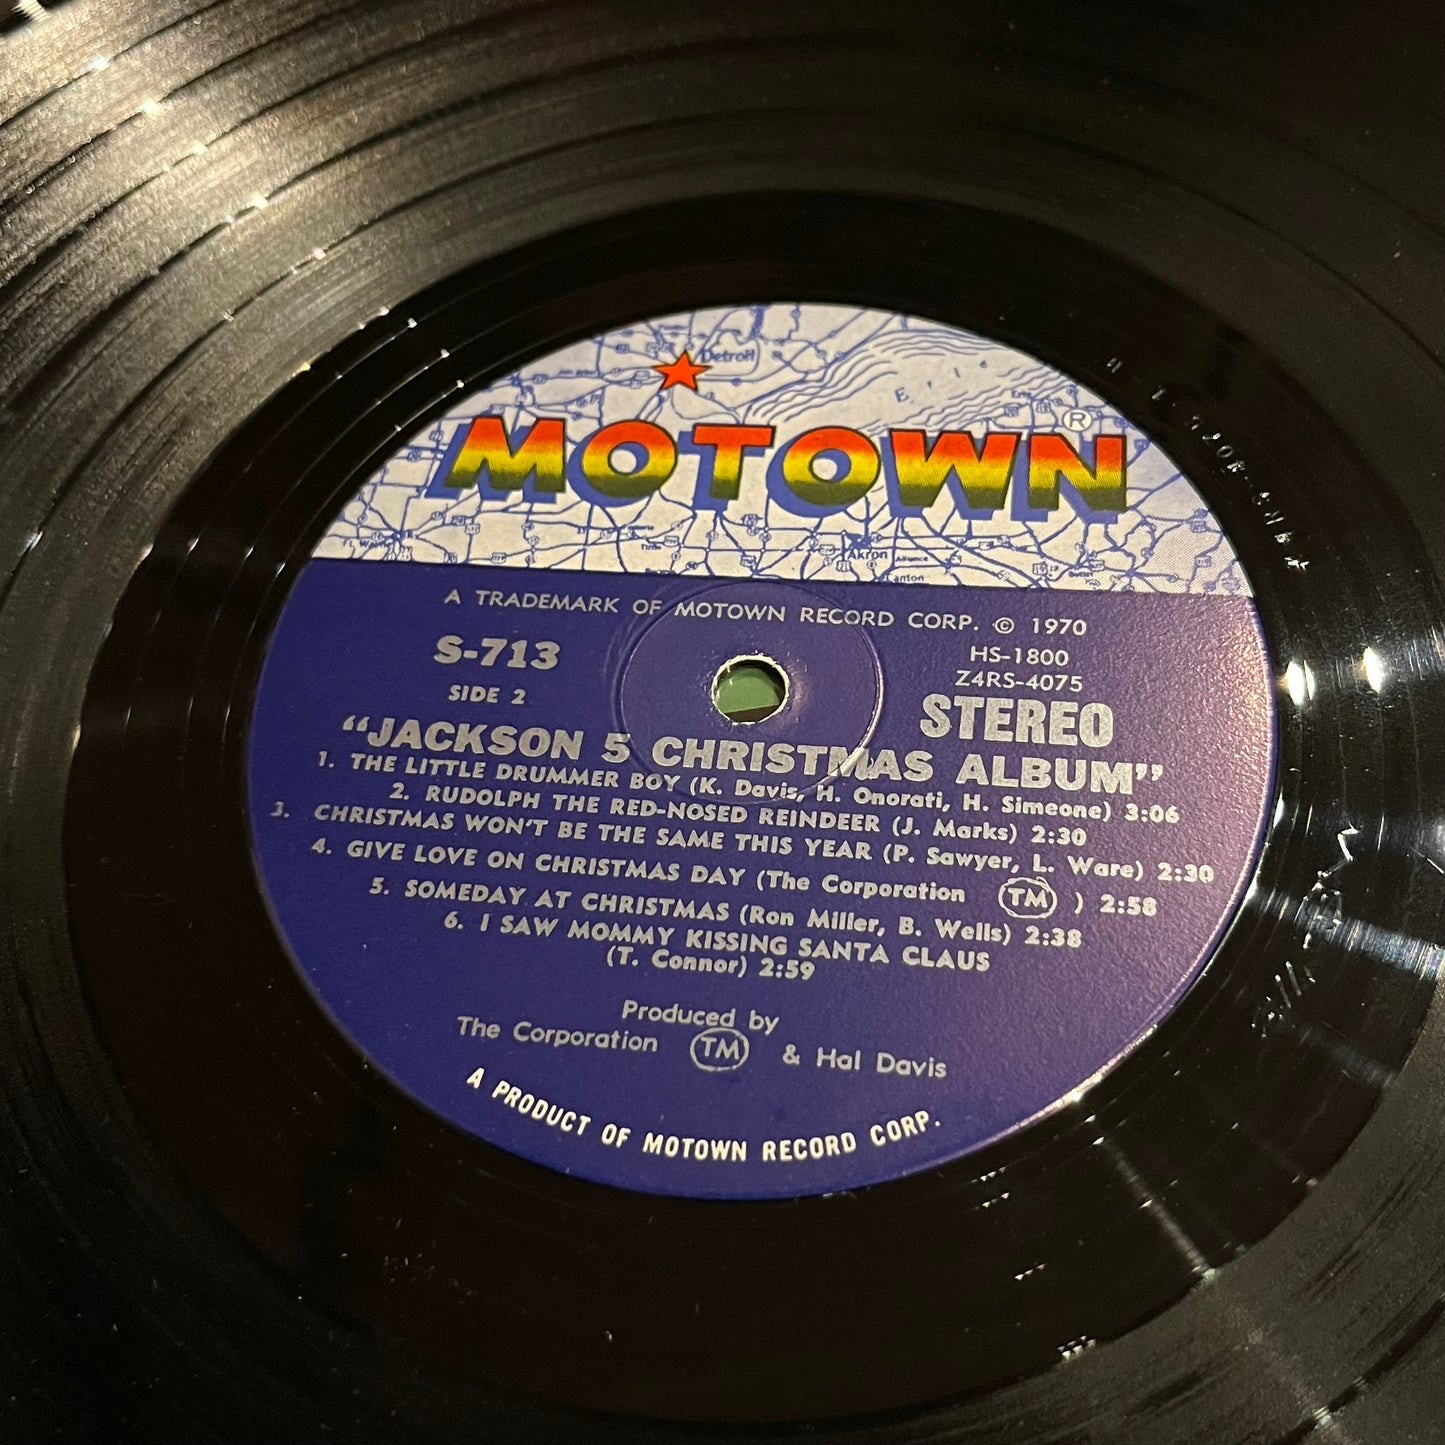 Detroit
Erie
MOTOWN ®
Akron
Canton
A TRADEMARK OF MOTOWN RECORD CORP. © 1970
S-713
HS-1800
Z4RS-4075
SIDE 2
STEREO
“JACKSON 5 CHRISTMAS ALBUM”
1. THE LITTLE DRUMMER BOY (K. Davis, H. Onorati, H. Simeone) 3:06
2. RUDOLPH THE RED-NOSED REINDEER (J. Marks) 2:30
3. CHRISTMAS WON'T BE THE SAME THIS YEAR (P. Sawyer, L. Ware) 2:30
4. GIVE LOVE ON CHRISTMAS DAY (The Corporation TM ) 2:58
5. SOMEDAY AT CHRISTMAS (Ron Miller, B. Wells) 2:38
6. I SAW MOMMY KISSING SANTA CLAUS
(T. Connor) 2:59
Produced by
The Corporation TM & Hal Davis
A PRODUCT OF MOTOWN RECORD CORP.